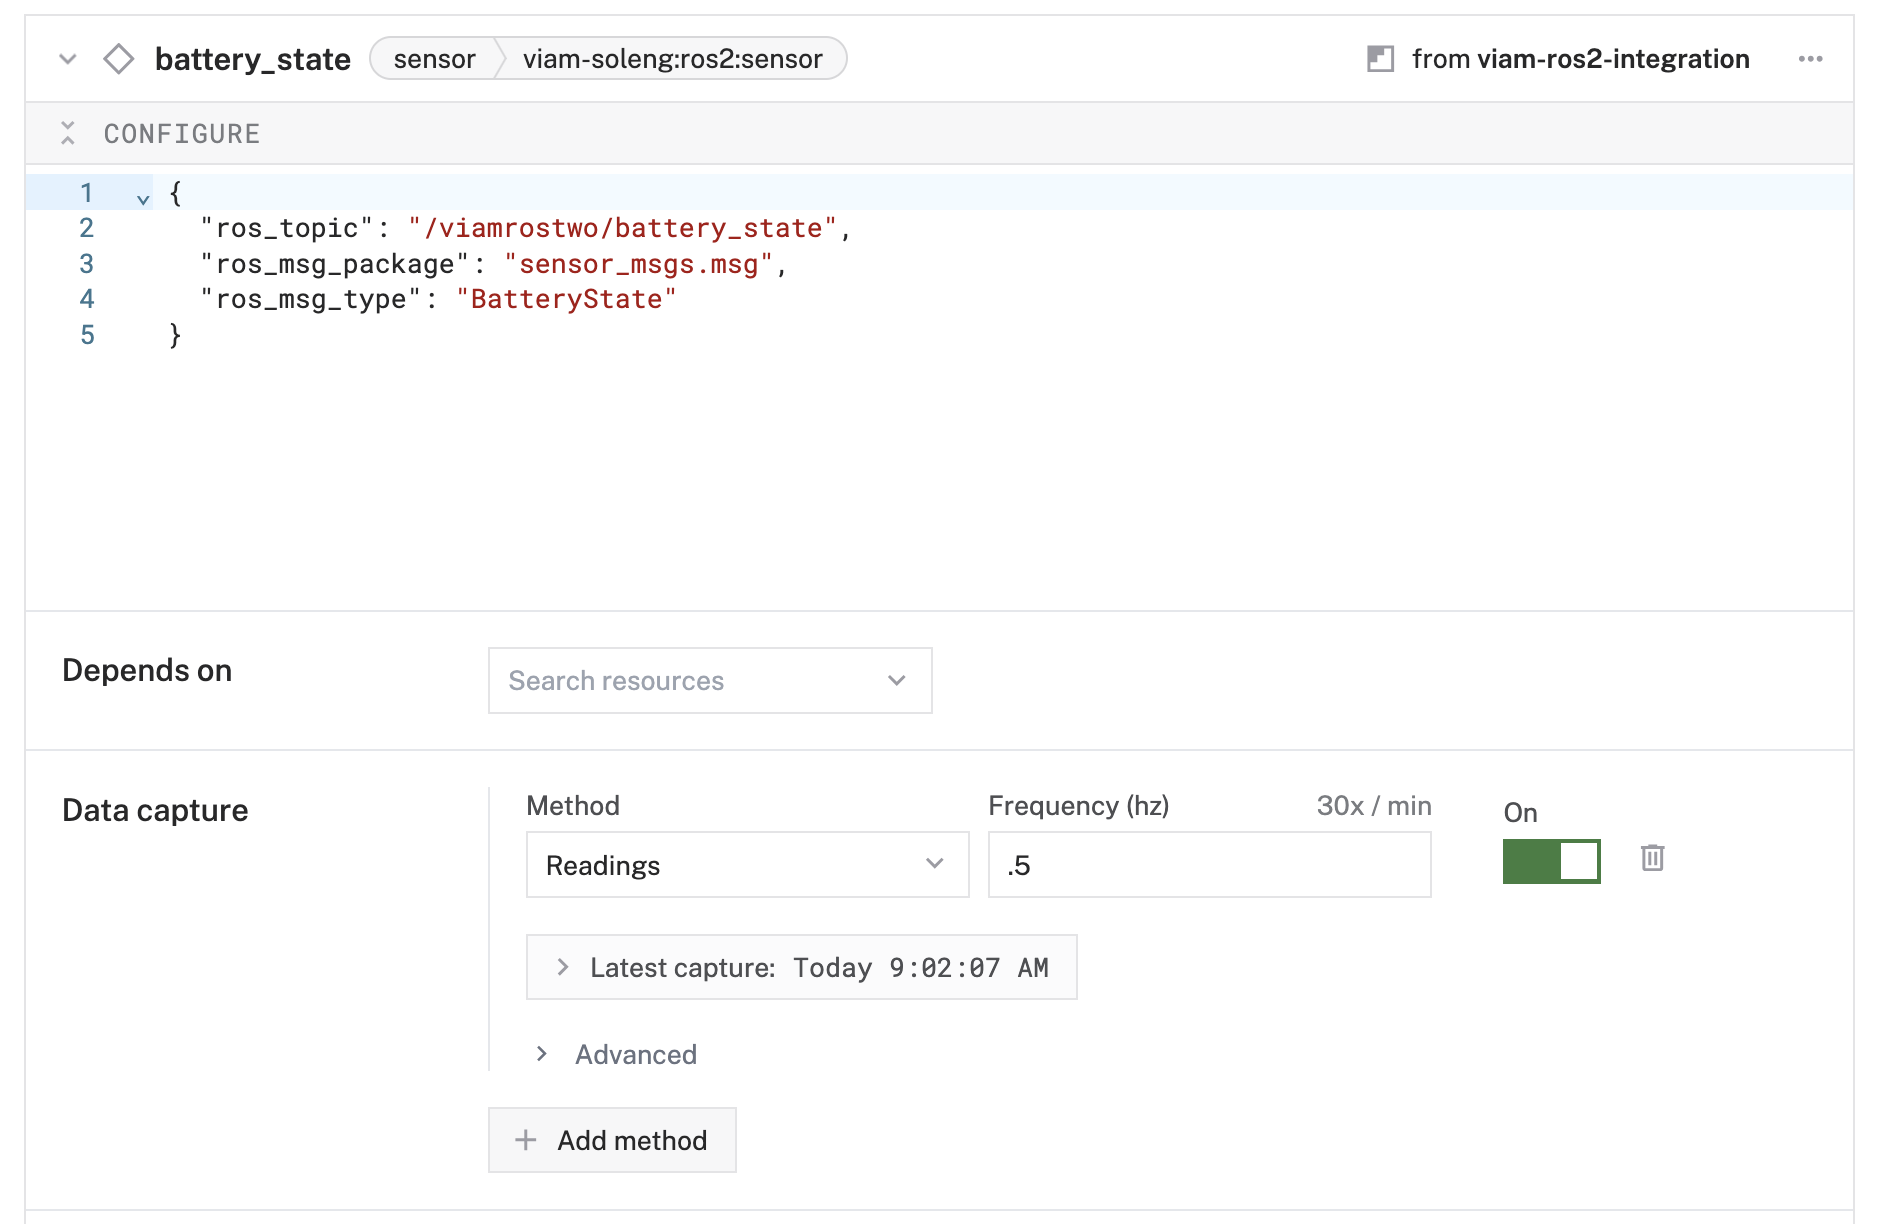 battery_state sensor viam-soleng:ros2:sensor from viam-ros2-integration ...
CONFIGURE
1 {
2 "ros_topic": "/viamrostwo/battery_state",
3 "ros_msg_package": "sensor_msgs.msg",
4 "ros_msg_type": "BatteryState"
5 }
Depends on
Search resources
Data capture
Method Frequency (hz) 30x / min On
Readings .5
Latest capture: Today 9:02:07 AM
Advanced
+ Add method